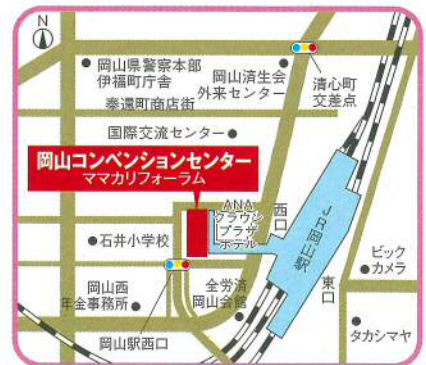 N
岡山県警察本部
伊福町庁舎
岡山済生会
外来センター
清心町
交差点
奉還町商店街
国際交流センター
岡山コンベンションセンター
ママカリフォーラム
ANA
クラウン
プラザ
ホテル
西口
JR岡山駅
石井小学校
ビック
カメラ
東口
岡山西
年金事務所
全労済
岡山会館
岡山駅西口
タカシマヤ